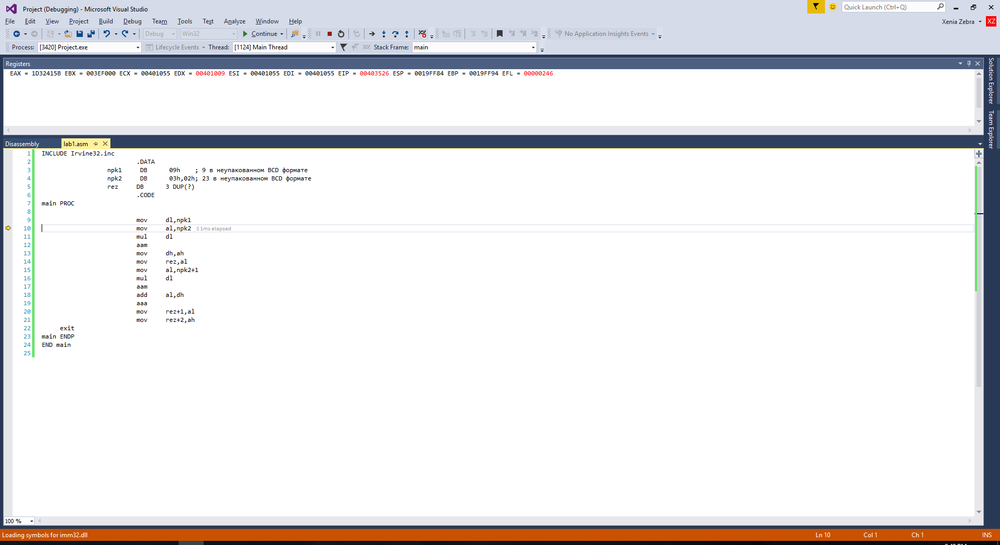 Project (Debugging) - Microsoft Visual Studio
Quick Launch (Ctrl+Q)
File Edit View Project Build Debug Team Tools Test Analyze Window Help
Xenia Zebra XZ
Debug Win32 Continue No Application Insights Events
Process: [3420] Project.exe Lifecycle Events Thread: [1124] Main Thread Stack Frame: main
Registers
EAX = 1D32415B EBX = 003EF000 ECX = 00401055 EDX = 00401009 ESI = 00401055 EDI = 00401055 EIP = 00403526 ESP = 0019FF84 EBP = 0019FF94 EFL = 00000246
Solution Explorer
Team Explorer
Disassembly lab1.asm
1 INCLUDE Irvine32.inc
2 .DATA
3 npk1 DB 09h ; 9 в неупакованном BCD формате
4 npk2 DB 03h,02h; 23 в неупакованном BCD формате
5 rez DB 3 DUP(?)
6 .CODE
7 main PROC
8
9 mov dl,npk1
10 mov al,npk2 ≤1ms elapsed
11 mul dl
12 aam
13 mov dh,ah
14 mov rez,al
15 mov al,npk2+1
16 mul dl
17 aam
18 add al,dh
19 aaa
20 mov rez+1,al
21 mov rez+2,ah
22 exit
23 main ENDP
24 END main
25
100 %
Loading symbols for imm32.dll Ln 10 Col 1 Ch 1 INS